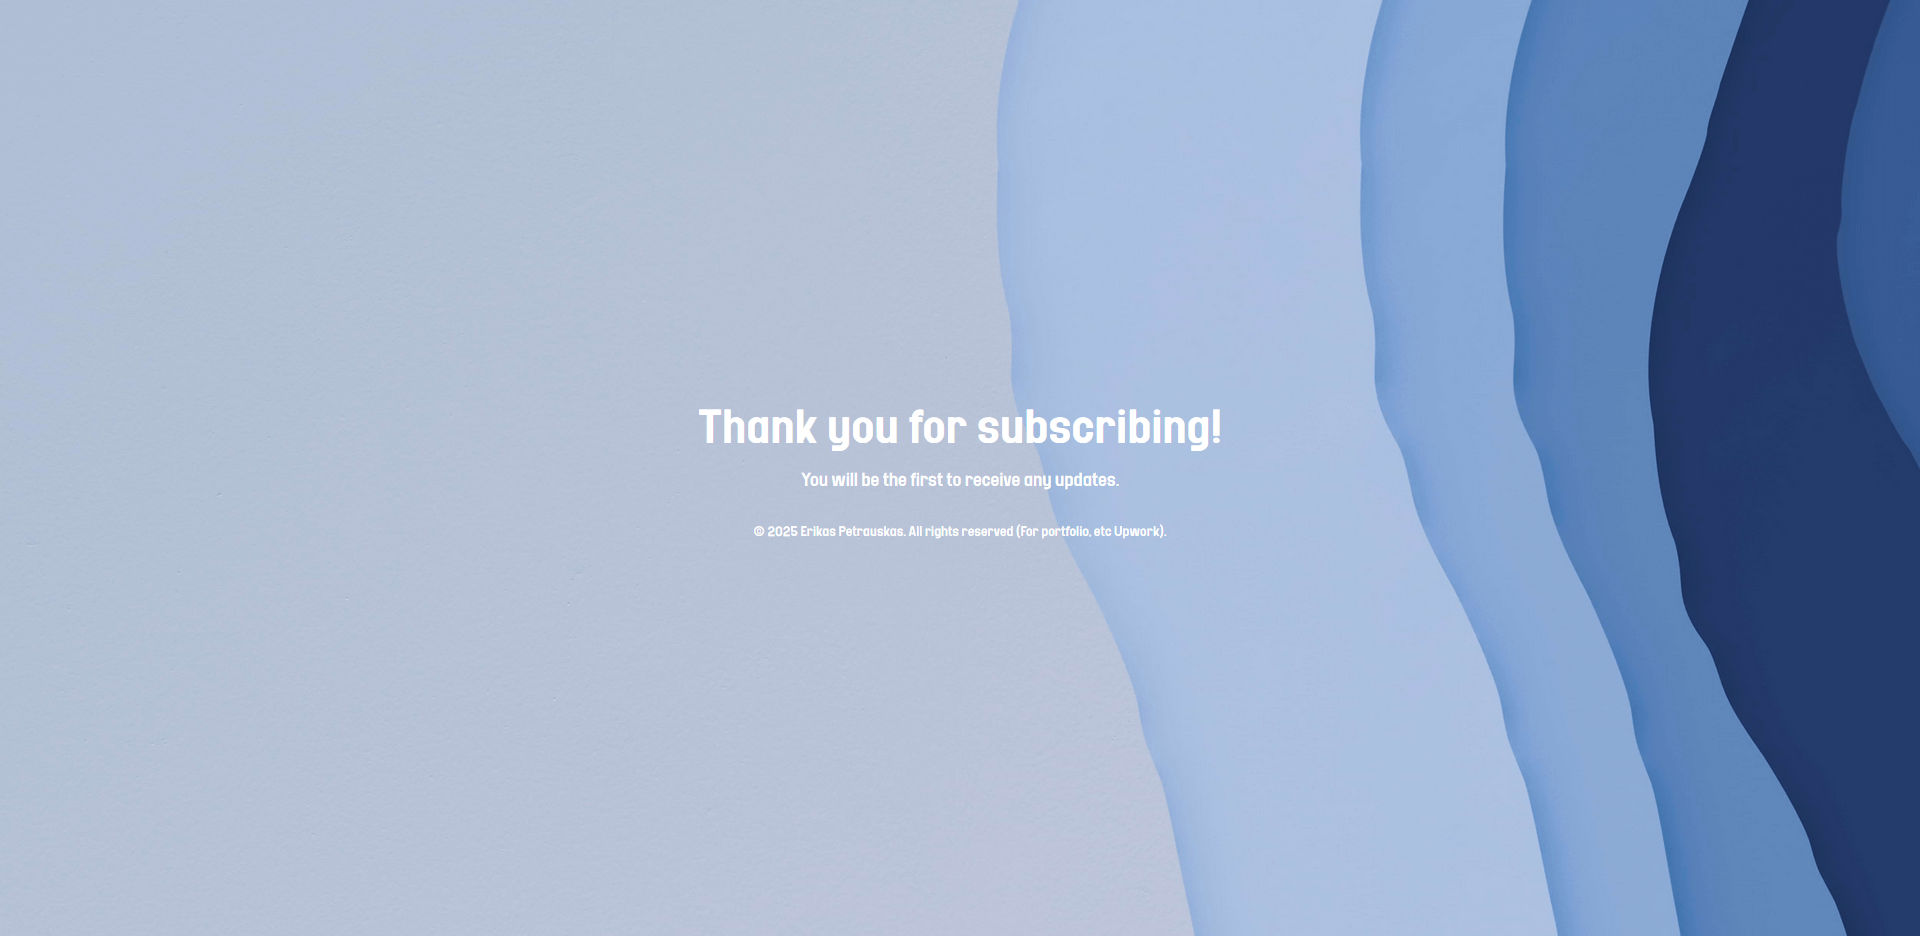 Thank you for subscribing!
You will be the first to receive any updates.
© 2025 Erikas Petrauskas. All rights reserved (For portfolio, etc Upwork).